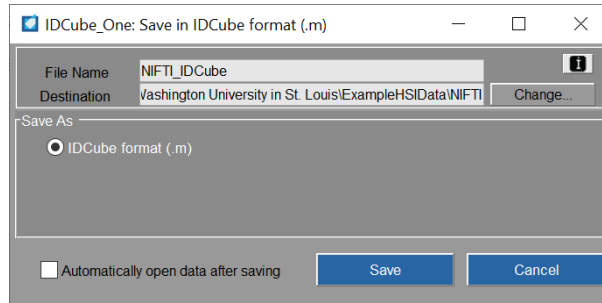 IDCube_One: Save in IDCube format (.m)
File Name NIFTI_IDCube
Destination Washington University in St. Louis\ExampleHSIData\NIFTI Change...
Save As
IDCube format (.m)
Automatically open data after saving Save Cancel